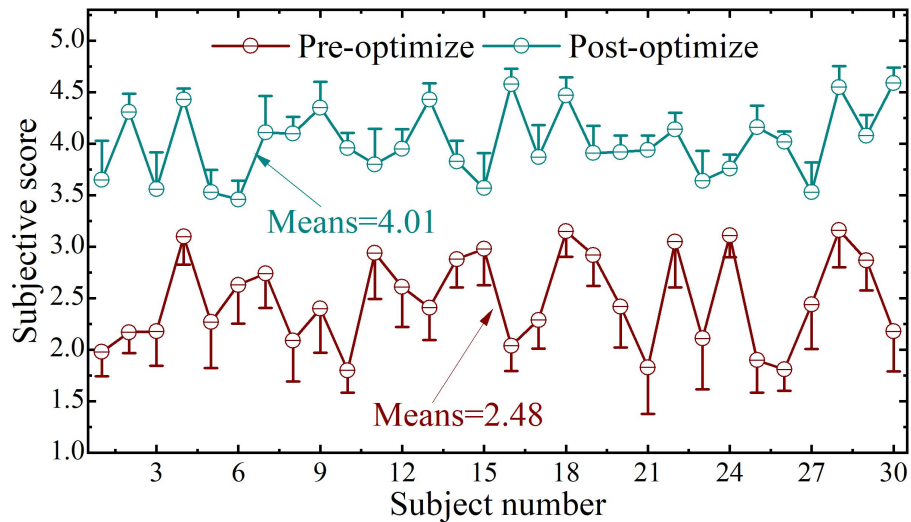 Pre-optimize Post-optimize
5.0
4.5
4.0
3.5
3.0
2.5
2.0
1.5
1.0
Subjective score
Means=4.01
Means=2.48
3 6 9 12 15 18 21 24 27 30
Subject number